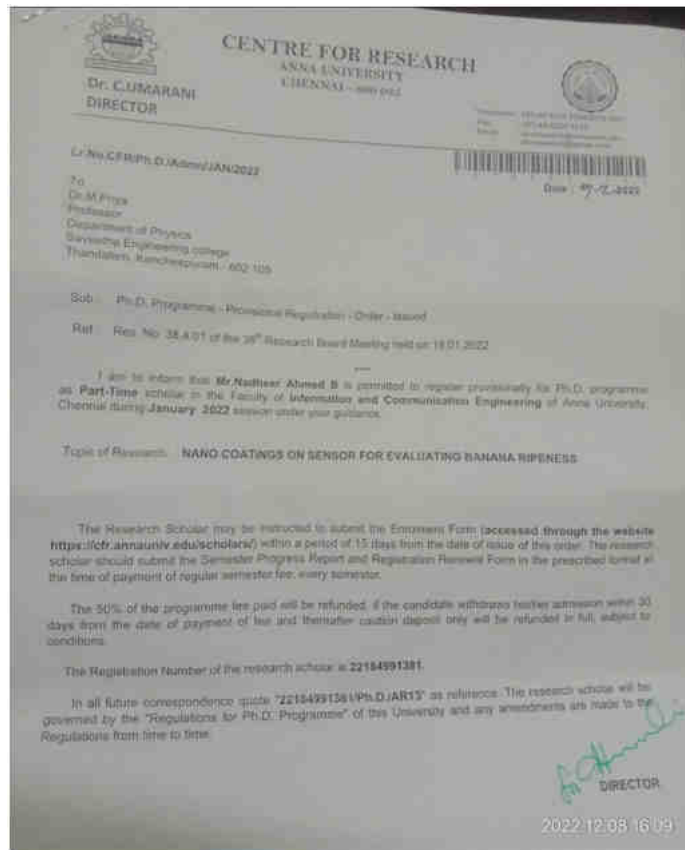 CENTRE FOR RESEARCH
ANNA UNIVERSITY
CHENNAI - 600 025
Dr. C.UMARANI
DIRECTOR
Lr.No.CFR/Ph.D./Admn/JAN/2022
Date :
To
Dr.M.Priya
Professor
Department of Physics
Saveetha Engineering college
Thandalam, Kancheepuram - 602 105
Sub : Ph.D. Programme - Provisional Registration - Order - Issued
Ref : Res. No. 38.4.01 of the 38th Research Board Meeting held on 19.01.2022
I am to inform that Mr.Nadheer Ahmed B is permitted to register provisionally for Ph.D. programme
as Part-Time scholar in the Faculty of Information and Communication Engineering of Anna University,
Chennai during January 2022 session under your guidance.
Topic of Research : NANO COATINGS ON SENSOR FOR EVALUATING BANANA RIPENESS
The Research Scholar may be instructed to submit the Enrolment Form (accessed through the website
https://cfr.annauniv.edu/scholars/) within a period of 15 days from the date of issue of this order. The research
scholar should submit the Semester Progress Report and Registration Renewal Form in the prescribed format at
the time of payment of regular semester fee, every semester.
The 50% of the programme fee paid will be refunded, if the candidate withdraws his/her admission within 30
days from the date of payment of fee and thereafter caution deposit only will be refunded in full, subject to
conditions.
The Registration Number of the research scholar is 22184991381.
In all future correspondence quote "22184991381/Ph.D./AR13" as reference. The research scholar will be
governed by the "Regulations for Ph.D. Programme" of this University and any amendments are made to the
Regulations from time to time.
DIRECTOR
2022.12.08 16:09